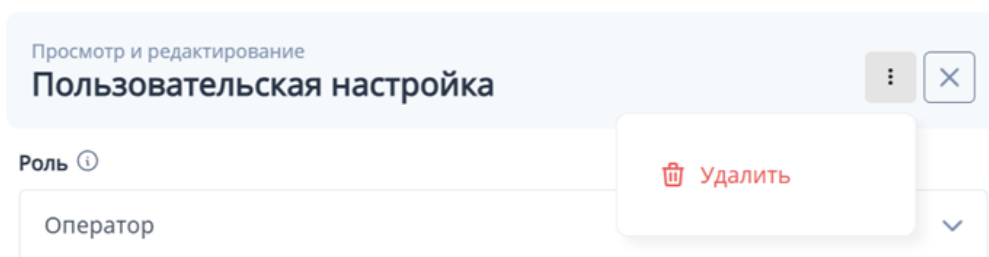 Просмотр и редактирование
Пользовательская настройка
Роль
Удалить
Оператор